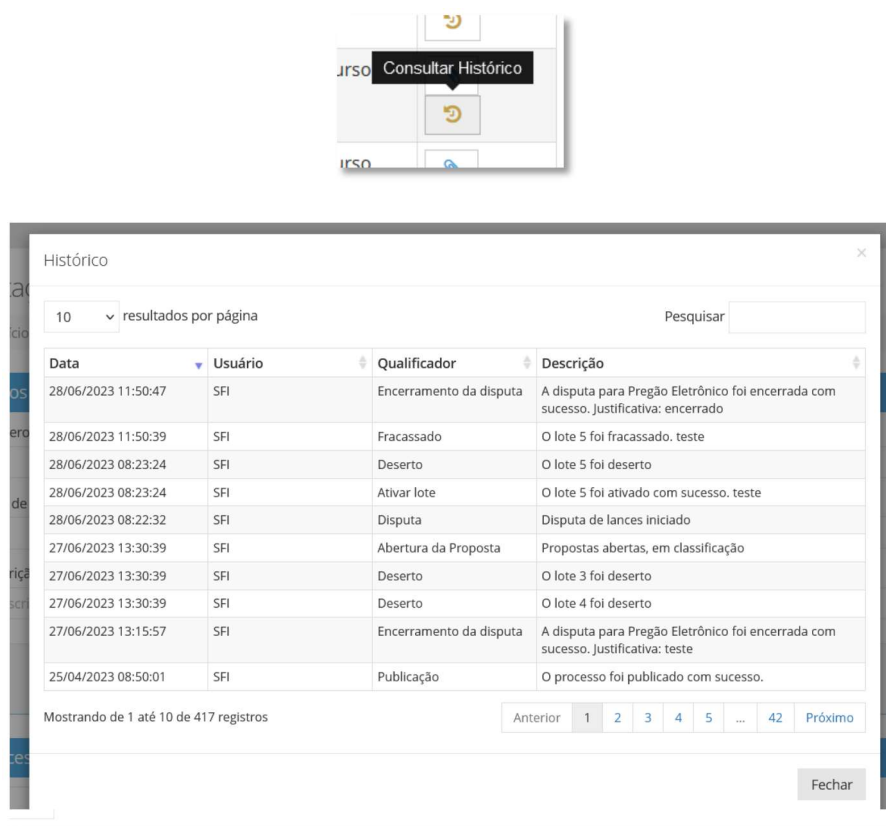 urso
Consultar Histórico
urso
Histórico
×
10 resultados por página
Pesquisar
Data Usuário Qualificador Descrição
28/06/2023 11:50:47 SFI Encerramento da disputa A disputa para Pregão Eletrônico foi encerrada com
sucesso. Justificativa: encerrado
28/06/2023 11:50:39 SFI Fracassado O lote 5 foi fracassado. teste
28/06/2023 08:23:24 SFI Deserto O lote 5 foi deserto
28/06/2023 08:23:24 SFI Ativar lote O lote 5 foi ativado com sucesso. teste
28/06/2023 08:22:32 SFI Disputa Disputa de lances iniciado
27/06/2023 13:30:39 SFI Abertura da Proposta Propostas abertas, em classificação
27/06/2023 13:30:39 SFI Deserto O lote 3 foi deserto
27/06/2023 13:30:39 SFI Deserto O lote 4 foi deserto
27/06/2023 13:15:57 SFI Encerramento da disputa A disputa para Pregão Eletrônico foi encerrada com
sucesso. Justificativa: teste
25/04/2023 08:50:01 SFI Publicação O processo foi publicado com sucesso.
Mostrando de 1 até 10 de 417 registros
Anterior 1 2 3 4 5 ... 42 Próximo
Fechar